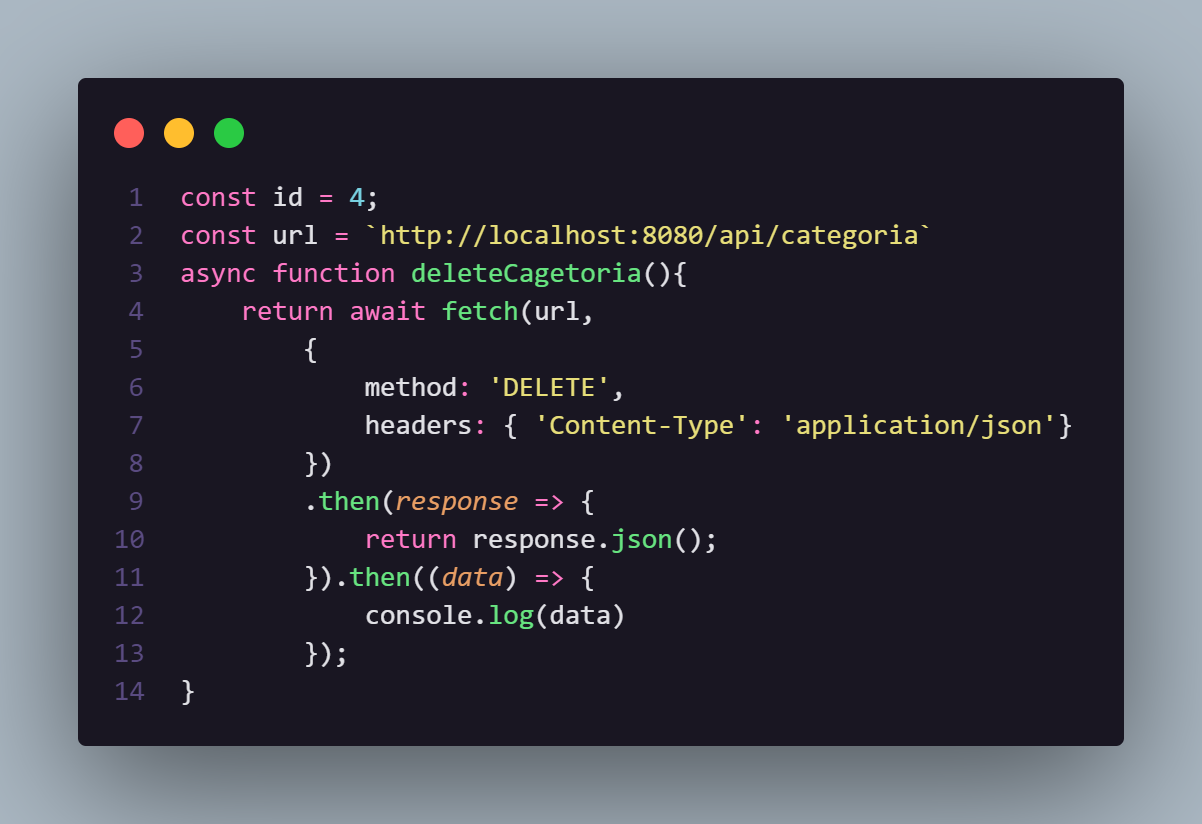 1 const id = 4;
2 const url = `http://localhost:8080/api/categoria`
3 async function deleteCagetoria(){
4     return await fetch(url,
5         {
6             method: 'DELETE',
7             headers: { 'Content-Type': 'application/json'}
8         })
9         .then(response => {
10             return response.json();
11         }).then((data) => {
12             console.log(data)
13         });
14 }